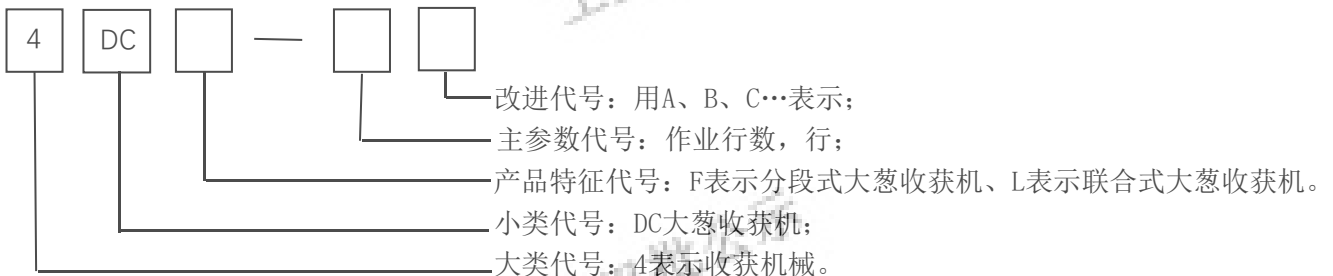 4 DC —
改进代号：用A、B、C…表示；
主参数代号：作业行数，行；
产品特征代号：F表示分段式大葱收获机、L表示联合式大葱收获机。
小类代号：DC大葱收获机；
大类代号：4表示收获机械。